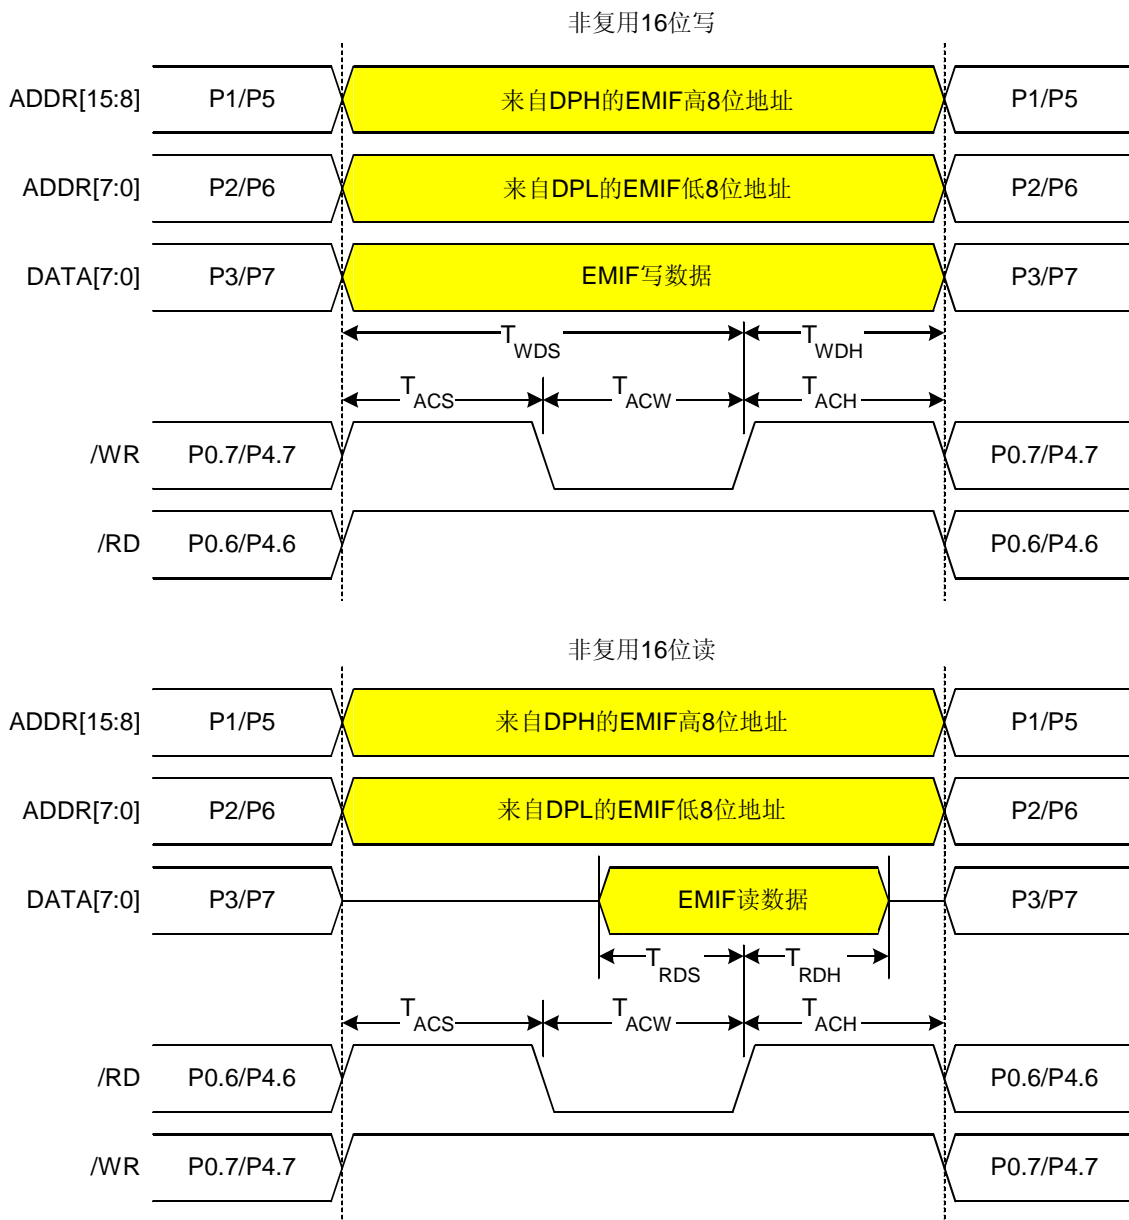 非复用16位写
ADDR[15:8] P1/P5 来自DPH的EMIF高8位地址 P1/P5
ADDR[7:0] P2/P6 来自DPL的EMIF低8位地址 P2/P6
DATA[7:0] P3/P7 EMIF写数据 P3/P7
TWDS TWDH
TACS TACW TACH
/WR P0.7/P4.7 P0.7/P4.7
/RD P0.6/P4.6 P0.6/P4.6
非复用16位读
ADDR[15:8] P1/P5 来自DPH的EMIF高8位地址 P1/P5
ADDR[7:0] P2/P6 来自DPL的EMIF低8位地址 P2/P6
DATA[7:0] P3/P7 EMIF读数据 P3/P7
TRDS TRDH
TACS TACW TACH
/RD P0.6/P4.6 P0.6/P4.6
/WR P0.7/P4.7 P0.7/P4.7